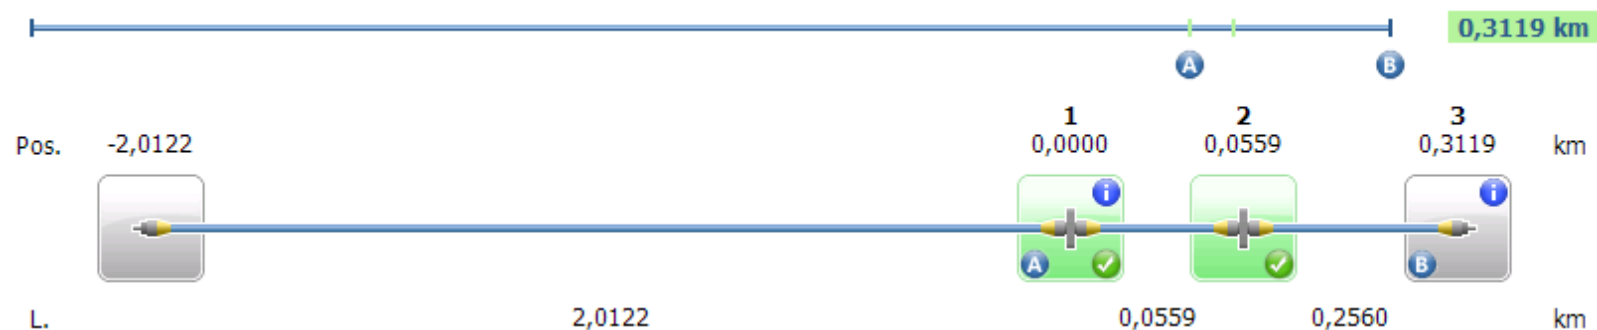 0,3119 km
A B
1 2 3
Pos. -2,0122 0,0000 0,0559 0,3119 km
i i
A B
L. 2,0122 0,0559 0,2560 km